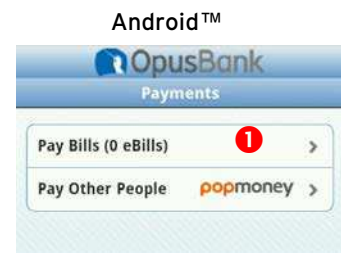 Android™
OpusBank
Payments
Pay Bills (0 eBills) 1 >
Pay Other People popmoney >